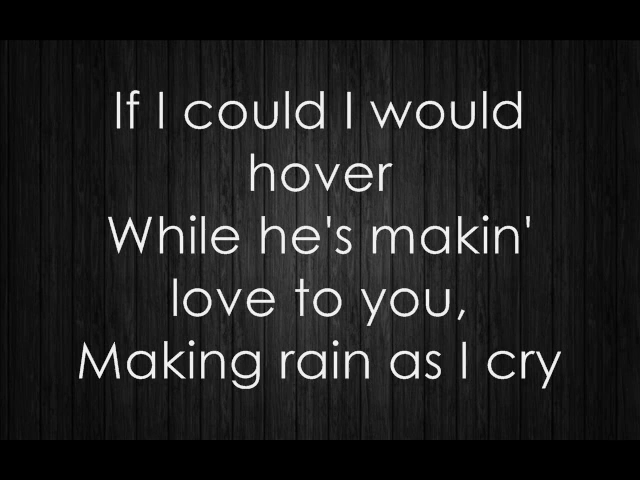 If I could I would
hover
While he's makin'
love to you,
Making rain as I cry